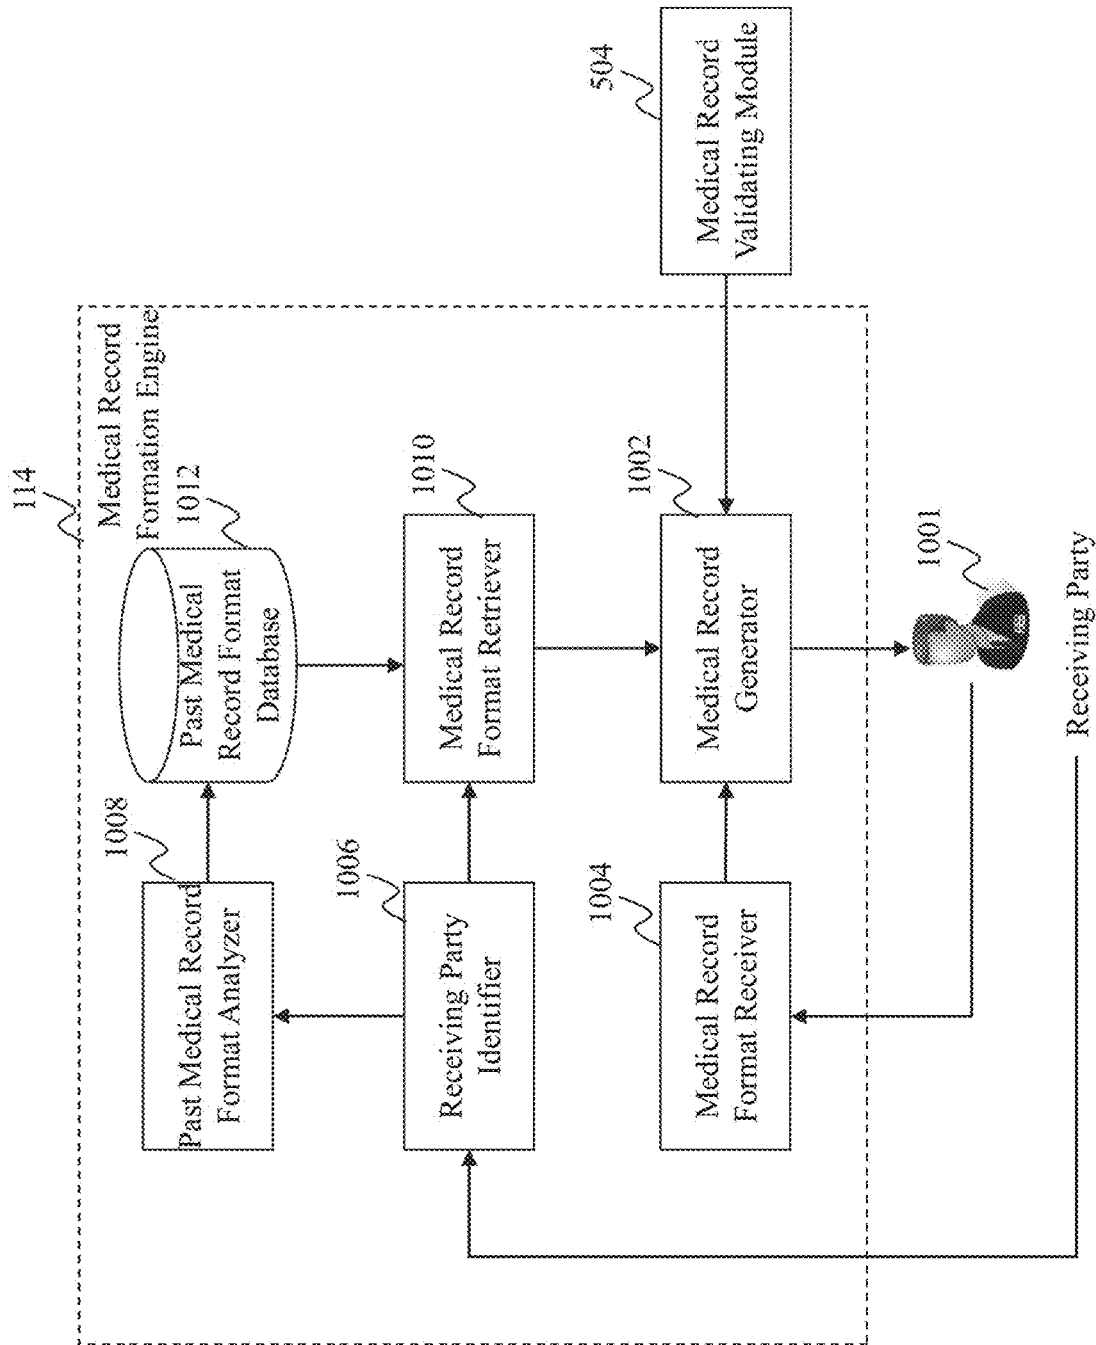 114
Medical Record
Formation Engine
1008
Past Medical Record
Format Analyzer
1012
Past Medical
Record Format
Database
1006
Receiving Party
Identifier
1010
Medical Record
Format Retriever
1004
Medical Record
Format Receiver
1002
Medical Record
Generator
504
Medical Record
Validating Module
1001
Receiving Party